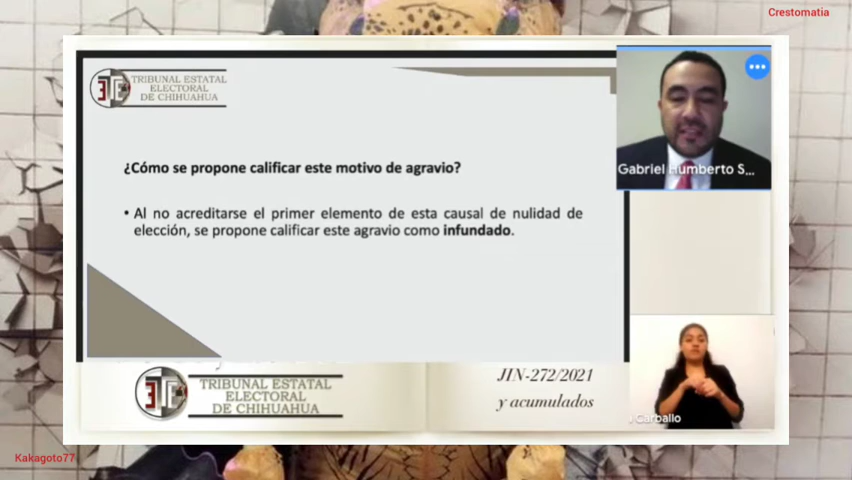 Crestomatia
TRIBUNAL ESTATAL
ELECTORAL
DE CHIHUAHUA
Gabriel Humberto S...
¿Cómo se propone calificar este motivo de agravio?
• Al no acreditarse el primer elemento de esta causal de nulidad de
elección, se propone calificar este agravio como infundado.
TRIBUNAL ESTATAL
ELECTORAL
DE CHIHUAHUA
JIN-272/2021
y acumulados
Carballo
Kakagoto77